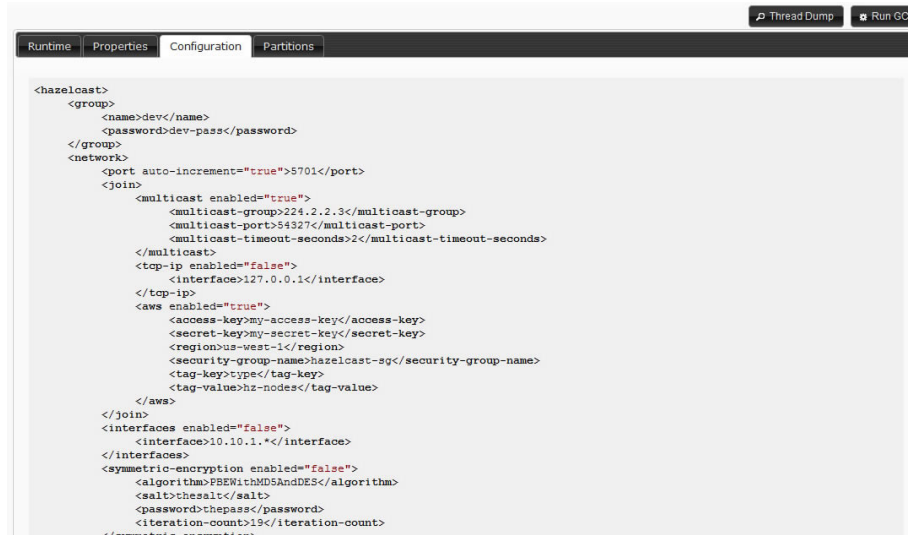 Thread Dump Run GC
Runtime Properties Configuration Partitions
<hazelcast>
<group>
<name>dev</name>
<password>dev-pass</password>
</group>
<network>
<port auto-increment="true">5701</port>
<join>
<multicast enabled="true">
<multicast-group>224.2.2.3</multicast-group>
<multicast-port>54327</multicast-port>
<multicast-timeout-seconds>2</multicast-timeout-seconds>
</multicast>
<tcp-ip enabled="false">
<interface>127.0.0.1</interface>
</tcp-ip>
<aws enabled="true">
<access-key>my-access-key</access-key>
<secret-key>my-secret-key</secret-key>
<region>us-west-1</region>
<security-group-name>hazelcast-sg</security-group-name>
<tag-key>type</tag-key>
<tag-value>hz-nodes</tag-value>
</aws>
</join>
<interfaces enabled="false">
<interface>10.10.1.*</interface>
</interfaces>
<symmetric-encryption enabled="false">
<algorithm>PBEWithMD5AndDES</algorithm>
<salt>thesalt</salt>
<password>thepass</password>
<iteration-count>19</iteration-count>
</symmetric-encryption>